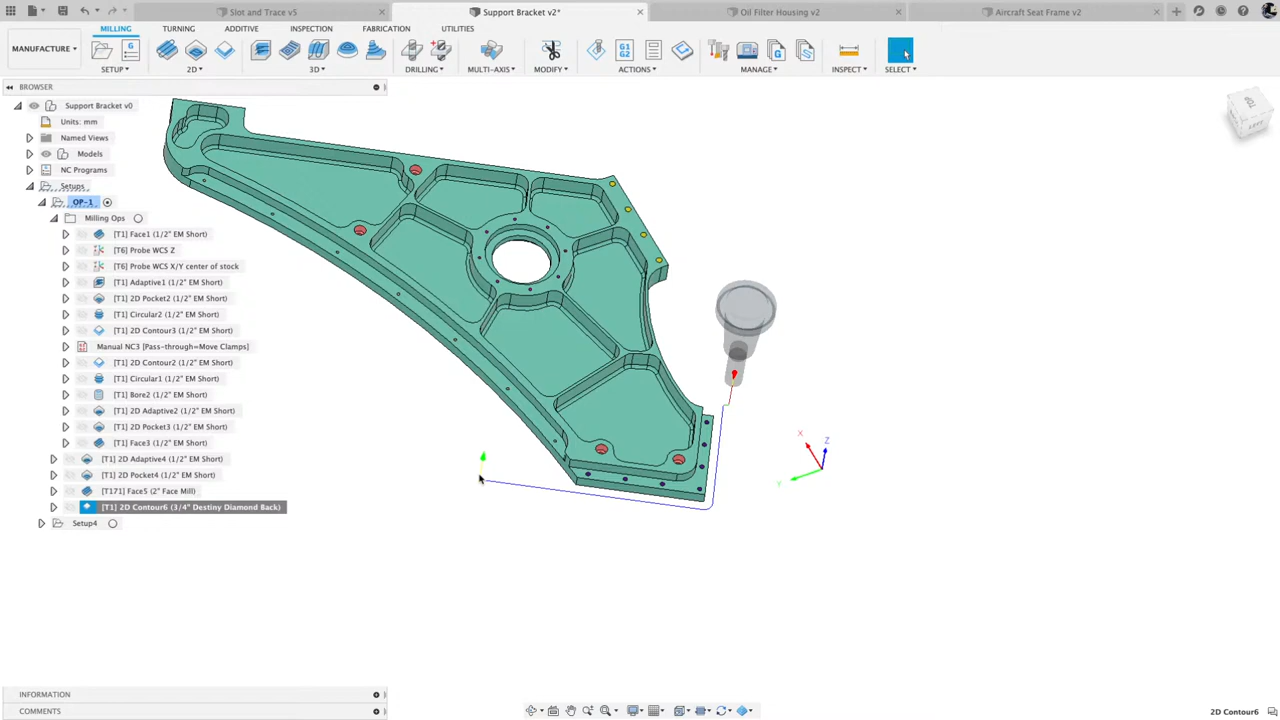 Slot and Trace v5
Support Bracket v2*
Oil Filter Housing v2
Aircraft Seat Frame v2
MANUFACTURE
MILLING
TURNING
ADDITIVE
INSPECTION
FABRICATION
UTILITIES
G1
G2
G
SETUP
2D
3D
DRILLING
MULTI-AXIS
MODIFY
ACTIONS
MANAGE
INSPECT
SELECT
BROWSER
Support Bracket v0
Units: mm
Named Views
Models
NC Programs
Setups
OP-1
Milling Ops
[T1] Face1 (1/2" EM Short)
[T6] Probe WCS Z
[T6] Probe WCS X/Y center of stock
[T1] Adaptive1 (1/2" EM Short)
[T1] 2D Pocket2 (1/2" EM Short)
[T1] Circular2 (1/2" EM Short)
[T1] 2D Contour3 (1/2" EM Short)
Manual NC3 [Pass-through=Move Clamps]
[T1] 2D Contour2 (1/2" EM Short)
[T1] Circular1 (1/2" EM Short)
[T1] Bore2 (1/2" EM Short)
[T1] 2D Adaptive2 (1/2" EM Short)
[T1] 2D Pocket3 (1/2" EM Short)
[T1] Face3 (1/2" EM Short)
[T1] 2D Adaptive4 (1/2" EM Short)
[T1] 2D Pocket4 (1/2" EM Short)
[T171] Face5 (2" Face Mill)
[T1] 2D Contour6 (3/4" Destiny Diamond Back)
Setup4
X
Z
Y
INFORMATION
COMMENTS
2D Contour6